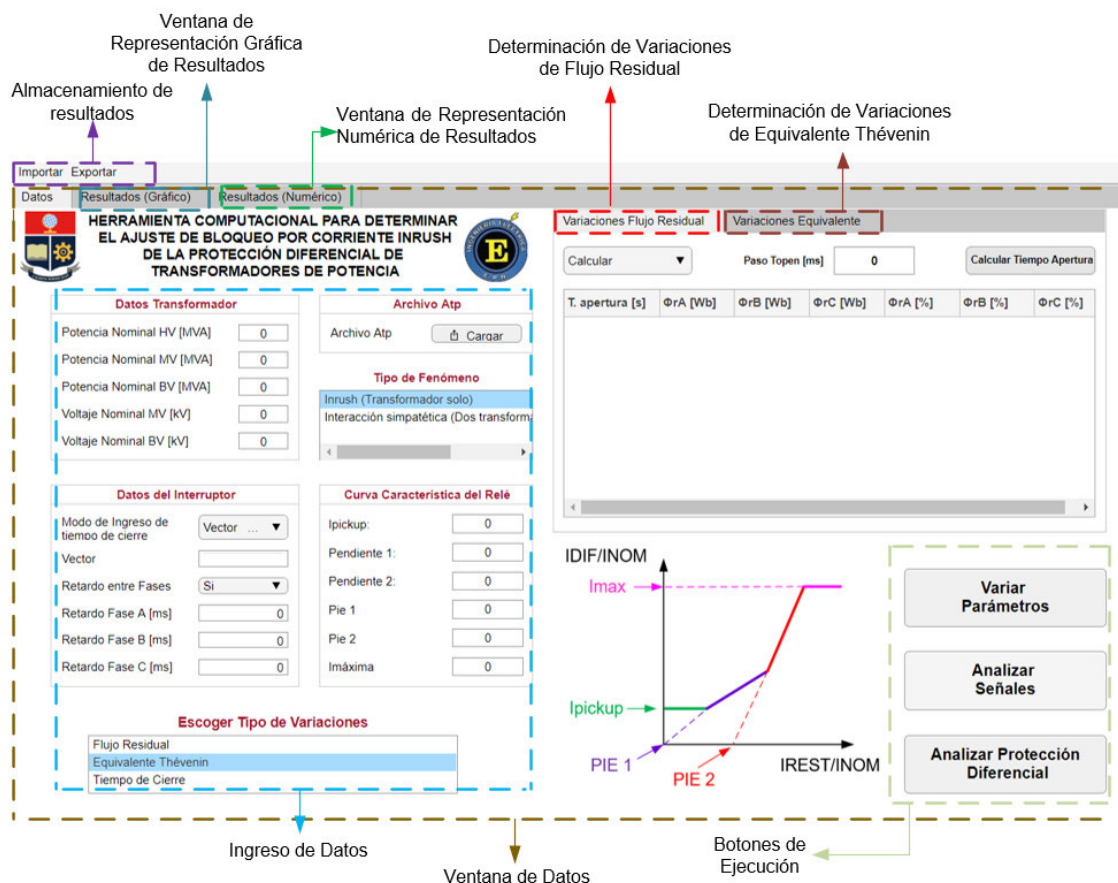 Ventana de
Representación Gráfica
de Resultados
Determinación de Variaciones
de Flujo Residual
Almacenamiento de
resultados
Ventana de Representación
Numérica de Resultados
Determinación de Variaciones
de Equivalente Thévenin
Importar Exportar
Datos
Resultados (Gráfico)
Resultados (Numérico)
HERRAMIENTA COMPUTACIONAL PARA DETERMINAR
EL AJUSTE DE BLOQUEO POR CORRIENTE INRUSH
DE LA PROTECCIÓN DIFERENCIAL DE
TRANSFORMADORES DE POTENCIA
E
Variaciones Flujo Residual
Variaciones Equivalente
Calcular
Paso Topen [ms]
0
Calcular Tiempo Apertura
T. apertura [s]
ΦrA [Wb]
ΦrB [Wb]
ΦrC [Wb]
ΦrA [%]
ΦrB [%]
ΦrC [%]
Datos Transformador
Potencia Nominal HV [MVA]
0
Potencia Nominal MV [MVA]
0
Potencia Nominal BV [MVA]
0
Voltaje Nominal MV [kV]
0
Voltaje Nominal BV [kV]
0
Archivo Atp
Archivo Atp
Cargar
Tipo de Fenómeno
Inrush (Transformador solo)
Interacción simpatética (Dos transforma
Datos del Interruptor
Modo de Ingreso de
tiempo de cierre
Vector ...
Vector
Retardo entre Fases
Si
Retardo Fase A [ms]
0
Retardo Fase B [ms]
0
Retardo Fase C [ms]
0
Curva Característica del Relé
Ipickup:
0
Pendiente 1:
0
Pendiente 2:
0
Pie 1
0
Pie 2
0
Imáxima
0
Escoger Tipo de Variaciones
Flujo Residual
Equivalente Thévenin
Tiempo de Cierre
IDIF/INOM
Imax
Ipickup
PIE 1
PIE 2
IREST/INOM
Variar
Parámetros
Analizar
Señales
Analizar Protección
Diferencial
Ingreso de Datos
Ventana de Datos
Botones de
Ejecución